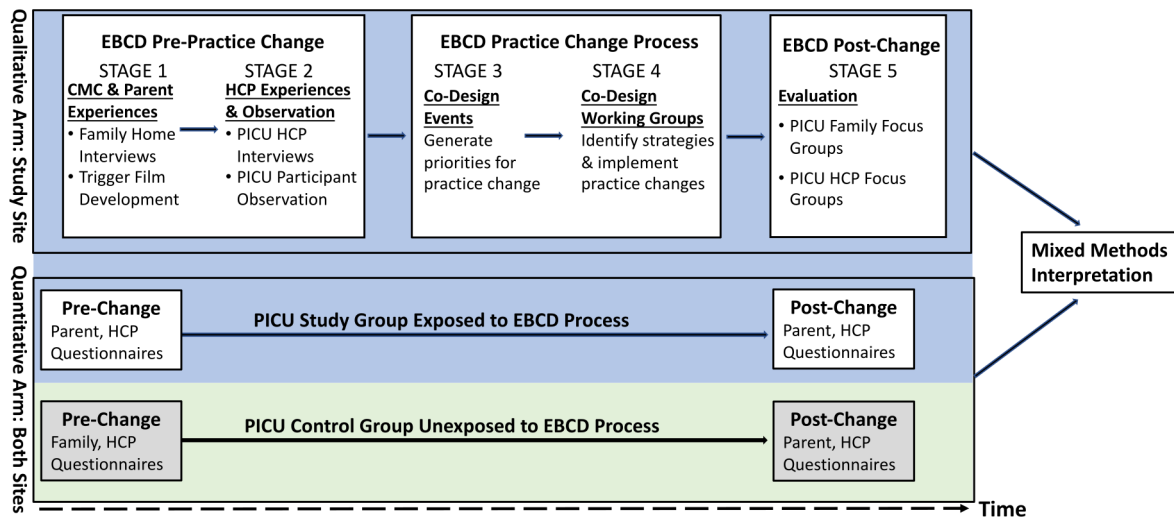 Qualitative Arm: Study Site
EBCD Pre-Practice Change
STAGE 1
CMC & Parent
Experiences
• Family Home
Interviews
• Trigger Film
Development
STAGE 2
HCP Experiences
& Observation
• PICU HCP
Interviews
• PICU Participant
Observation
EBCD Practice Change Process
STAGE 3
Co-Design
Events
Generate
priorities for
practice change
STAGE 4
Co-Design
Working Groups
Identify strategies
& implement
practice changes
EBCD Post-Change
STAGE 5
Evaluation
• PICU Family Focus
Groups
• PICU HCP Focus
Groups
Mixed Methods
Interpretation
Quantitative Arm: Both Sites
Pre-Change
Parent, HCP
Questionnaires
PICU Study Group Exposed to EBCD Process
Post-Change
Parent, HCP
Questionnaires
Pre-Change
Family, HCP
Questionnaires
PICU Control Group Unexposed to EBCD Process
Post-Change
Parent, HCP
Questionnaires
Time